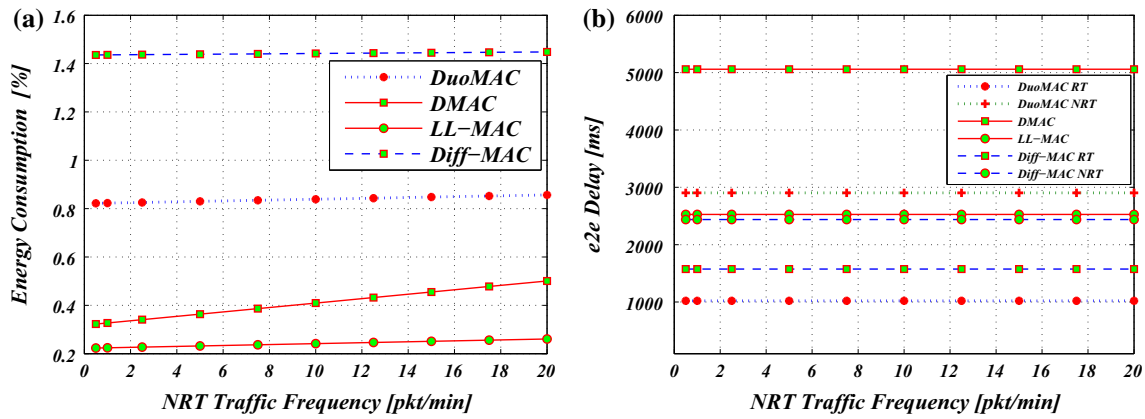 (a)
1.6
1.4
1.2
1
0.8
0.6
0.4
0.2
Energy Consumption [%]
DuoMAC
DMAC
LL−MAC
Diff−MAC
0 2 4 6 8 10 12 14 16 18 20
NRT Traffic Frequency [pkt/min]
(b)
6000
5000
4000
3000
2000
1000
e2e Delay [ms]
DuoMAC RT
DuoMAC NRT
DMAC
LL−MAC
Diff−MAC RT
Diff−MAC NRT
0 2 4 6 8 10 12 14 16 18 20
NRT Traffic Frequency [pkt/min]